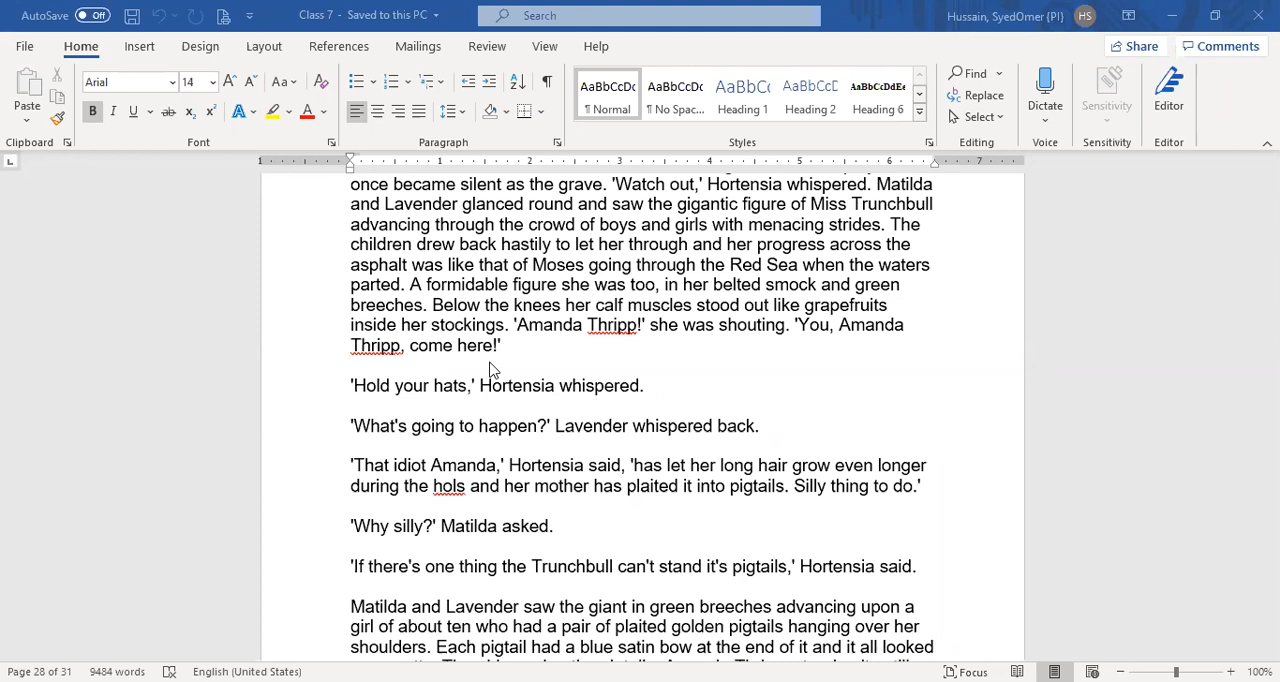 AutoSave Off Class 7 - Saved to this PC Search Hussain, SyedOmer {PI} HS
File Home Insert Design Layout References Mailings Review View Help Share Comments
Paste Arial 14 Aa AaBbCcDc AaBbCcDc AaBbCc AaBbCcD AaBbCcDdEe Find Dictate Sensitivity Editor
B I U ab x₂ x² A A ¶ Normal ¶ No Spac... Heading 1 Heading 2 Heading 6 Replace
Select
Clipboard Font Paragraph Styles Editing Voice Sensitivity Editor
1 1 2 3 4 5 6 7
once became silent as the grave. 'Watch out,' Hortensia whispered. Matilda
and Lavender glanced round and saw the gigantic figure of Miss Trunchbull
advancing through the crowd of boys and girls with menacing strides. The
children drew back hastily to let her through and her progress across the
asphalt was like that of Moses going through the Red Sea when the waters
parted. A formidable figure she was too, in her belted smock and green
breeches. Below the knees her calf muscles stood out like grapefruits
inside her stockings. 'Amanda Thripp!' she was shouting. 'You, Amanda
Thripp, come here!'
'Hold your hats,' Hortensia whispered.
'What's going to happen?' Lavender whispered back.
'That idiot Amanda,' Hortensia said, 'has let her long hair grow even longer
during the hols and her mother has plaited it into pigtails. Silly thing to do.'
'Why silly?' Matilda asked.
'If there's one thing the Trunchbull can't stand it's pigtails,' Hortensia said.
Matilda and Lavender saw the giant in green breeches advancing upon a
girl of about ten who had a pair of plaited golden pigtails hanging over her
shoulders. Each pigtail had a blue satin bow at the end of it and it all looked
Page 28 of 31 9484 words English (United States) Focus 100%